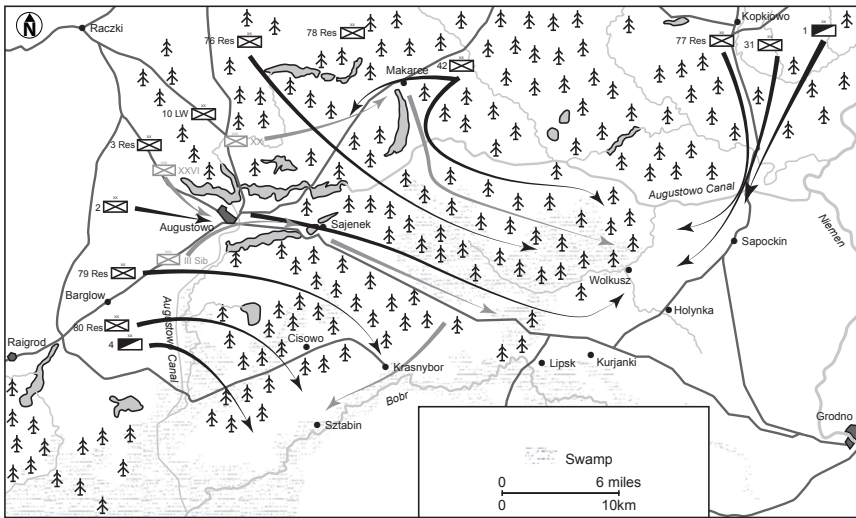 N
Raczki
76 Res
78 Res
Kopkiowo
77 Res
31
1
42
Makarce
10 LW
XX
3 Res
XXVI
2
Augustowo
Sajenek
Augustowo Canal
Niemen
Sapockin
III Sib
79 Res
Wolkusz
Barglow
Augustowo Canal
Holynka
80 Res
Raigrod
4
Cisowo
Krasnybor
Lipsk
Kurjanki
Bobr
Sztabin
Grodno
Swamp
0 6 miles
0 10km